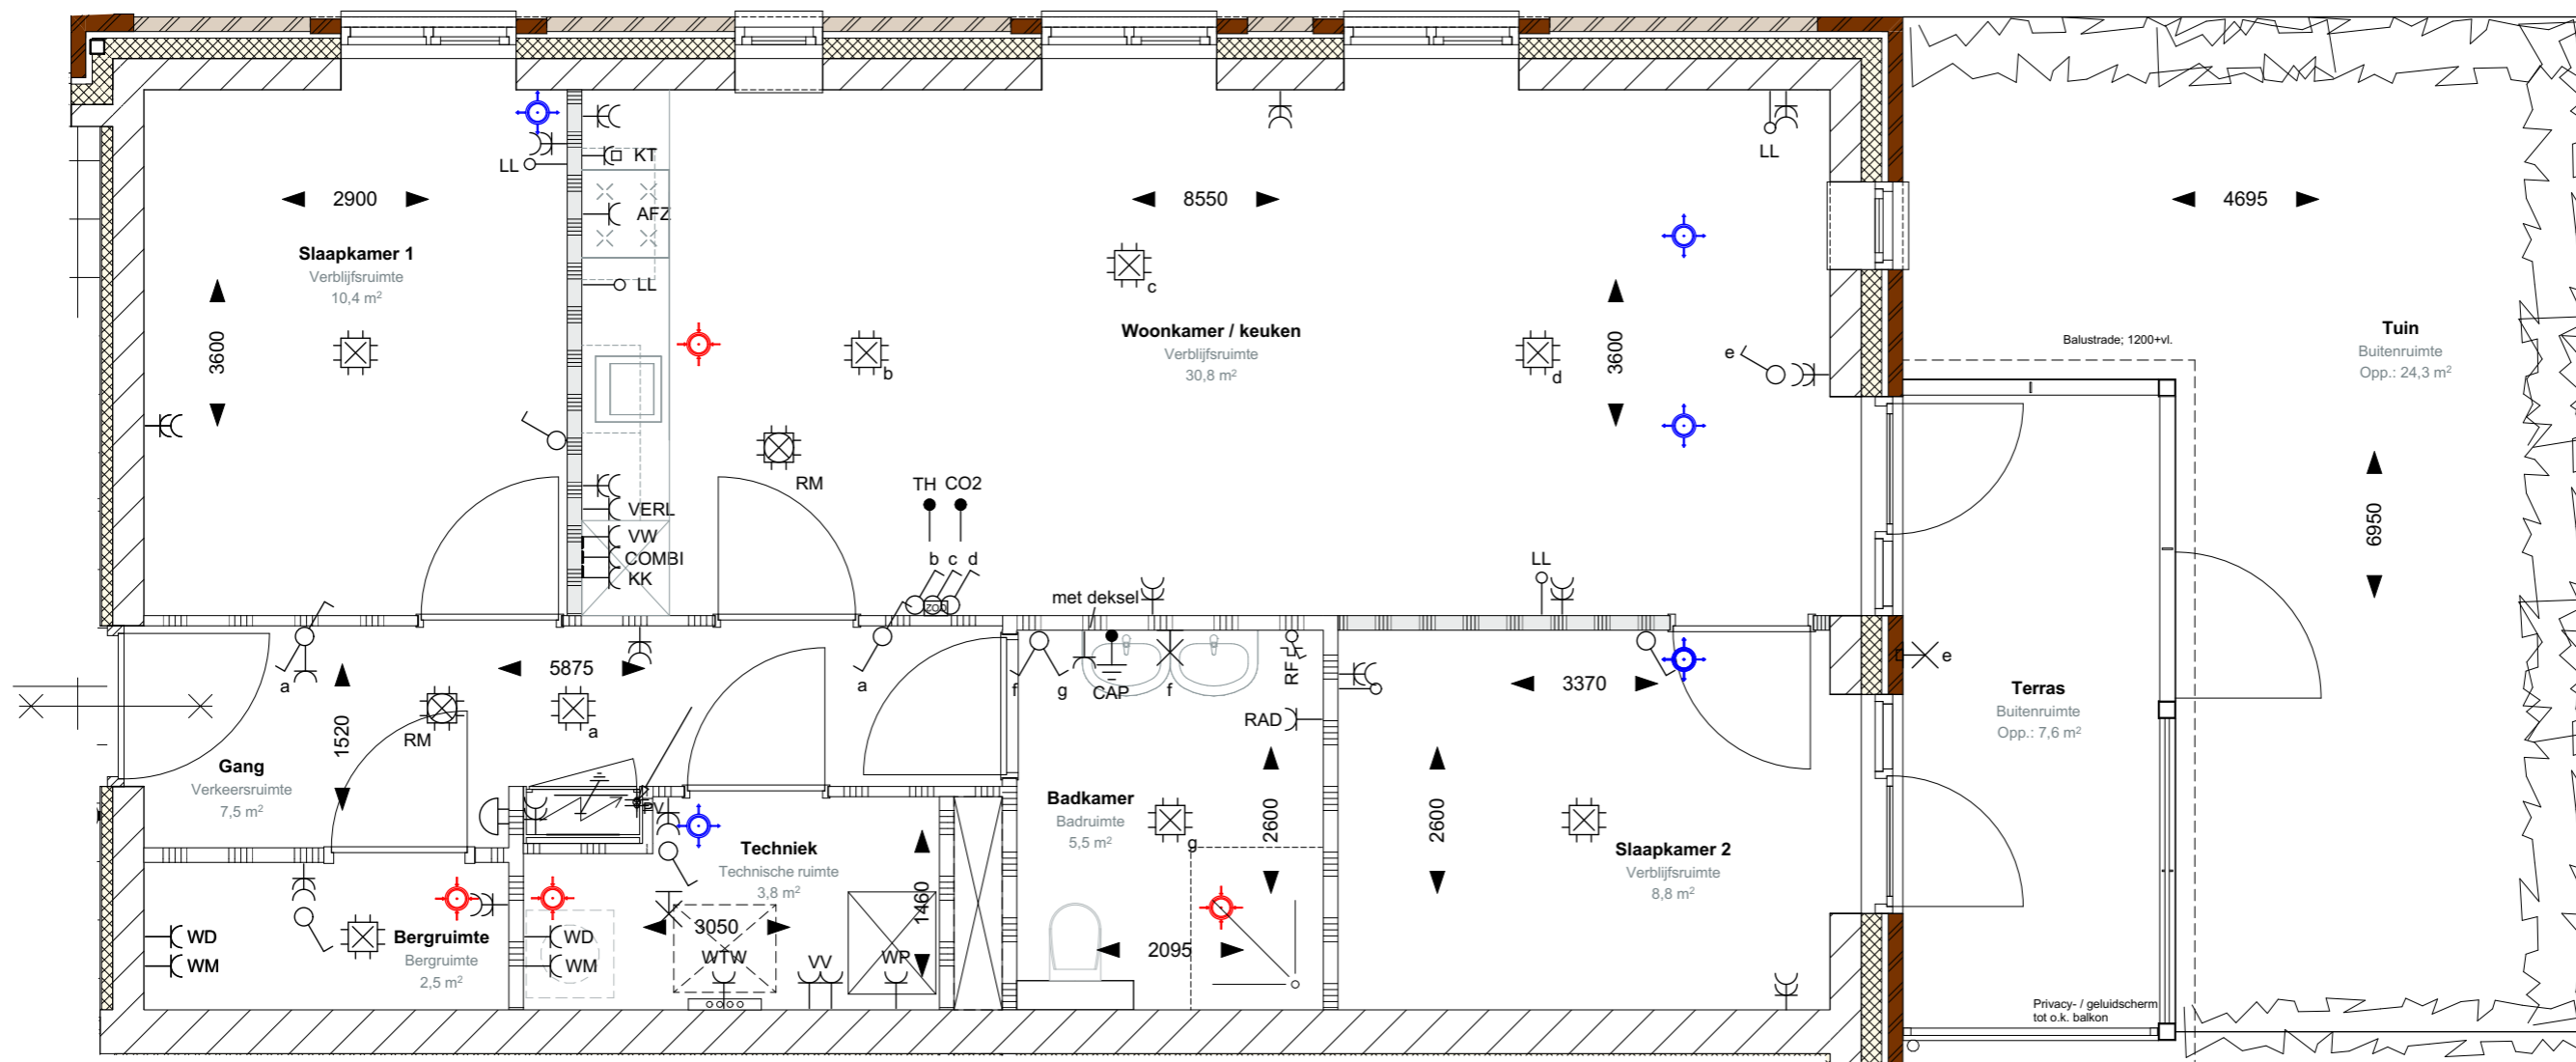 KT
LL
LL
2900
AFZ
8550
4695
Slaapkamer 1
Verblijfsruimte
10,4 m²
LL
c
3600
Woonkamer / keuken
Verblijfsruimte
30,8 m²
b
d
3600
e
Balustrade; 1200+vl.
Tuin
Buitenruimte
Opp.: 24,3 m²
RM
TH CO2
VERL
VW
COMBI
KK
6950
b c d
LL
met deksel
ZOD
a
5875
a
f
g
CAP
f
RF
3370
e
Terras
Buitenruimte
Opp.: 7,6 m²
RM
a
1520
RAD
Gang
Verkeersruimte
7,5 m²
PV
Badkamer
Badruimte
5,5 m²
g
2600
2600
Techniek
Technische ruimte
3,8 m²
Slaapkamer 2
Verblijfsruimte
8,8 m²
1460
3050
WD
WM
Bergruimte
Bergruimte
2,5 m²
WD
WM
WTW
VV
WP
2095
Privacy- / geluidscherm
tot o.k. balkon